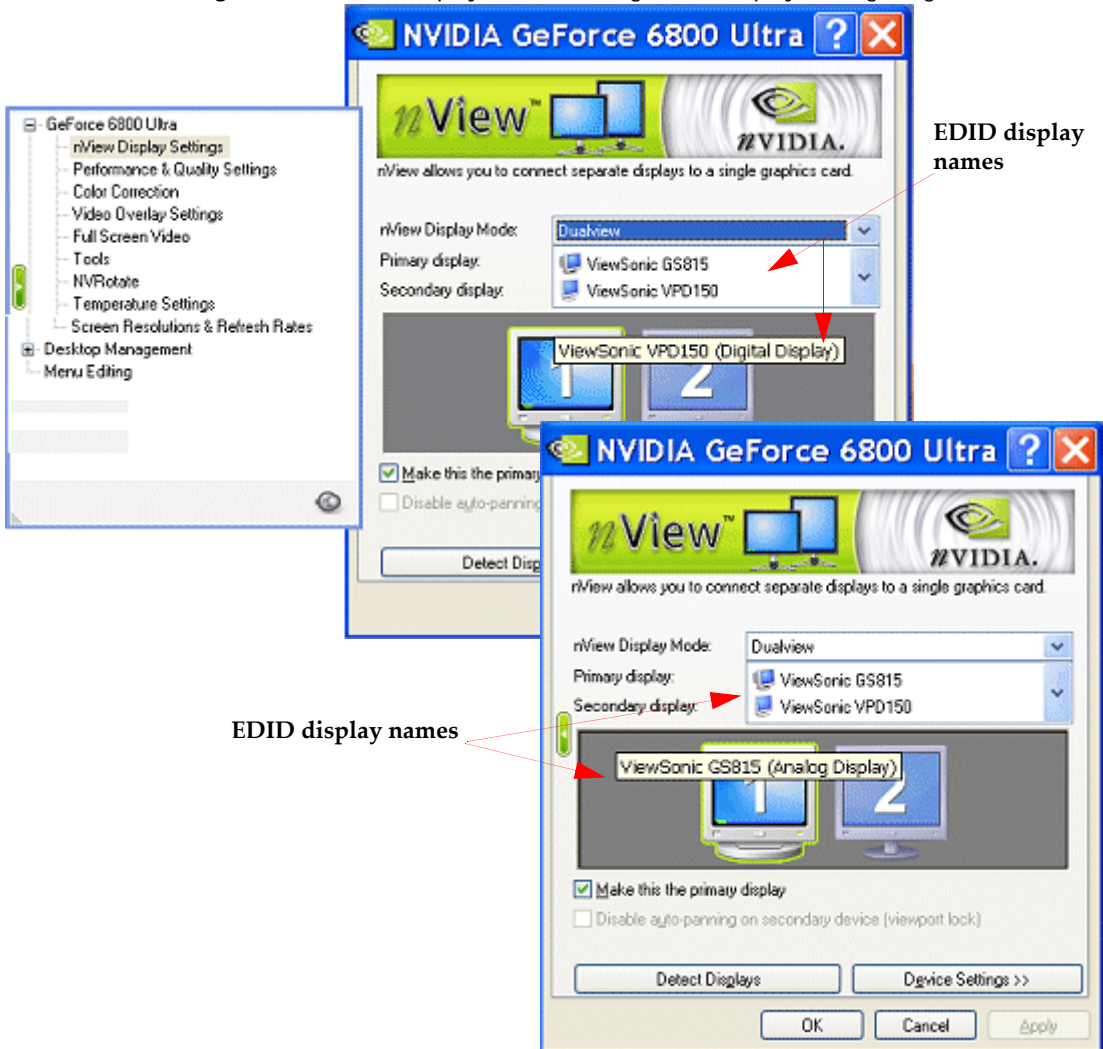 NVIDIA GeForce 6800 Ultra
nView™
NVIDIA.
nView allows you to connect separate displays to a single graphics card.
EDID display
names
GeForce 6800 Ultra
nView Display Settings
Performance & Quality Settings
Color Correction
Video Overlay Settings
Full Screen Video
Tools
NVRotate
Temperature Settings
Screen Resolutions & Refresh Rates
Desktop Management
Menu Editing
nView Display Mode: Dualview
Primary display: ViewSonic GS815
Secondary display: ViewSonic VPD150
ViewSonic VPD150 (Digital Display)
1 2
Make this the primary
Disable auto-panning
Detect Disp
NVIDIA GeForce 6800 Ultra
nView™
NVIDIA.
nView allows you to connect separate displays to a single graphics card.
nView Display Mode: Dualview
Primary display: ViewSonic GS815
Secondary display: ViewSonic VPD150
EDID display names
ViewSonic GS815 (Analog Display)
1 2
Make this the primary display
Disable auto-panning on secondary device (viewport lock)
Detect Displays Device Settings >>
OK Cancel Apply